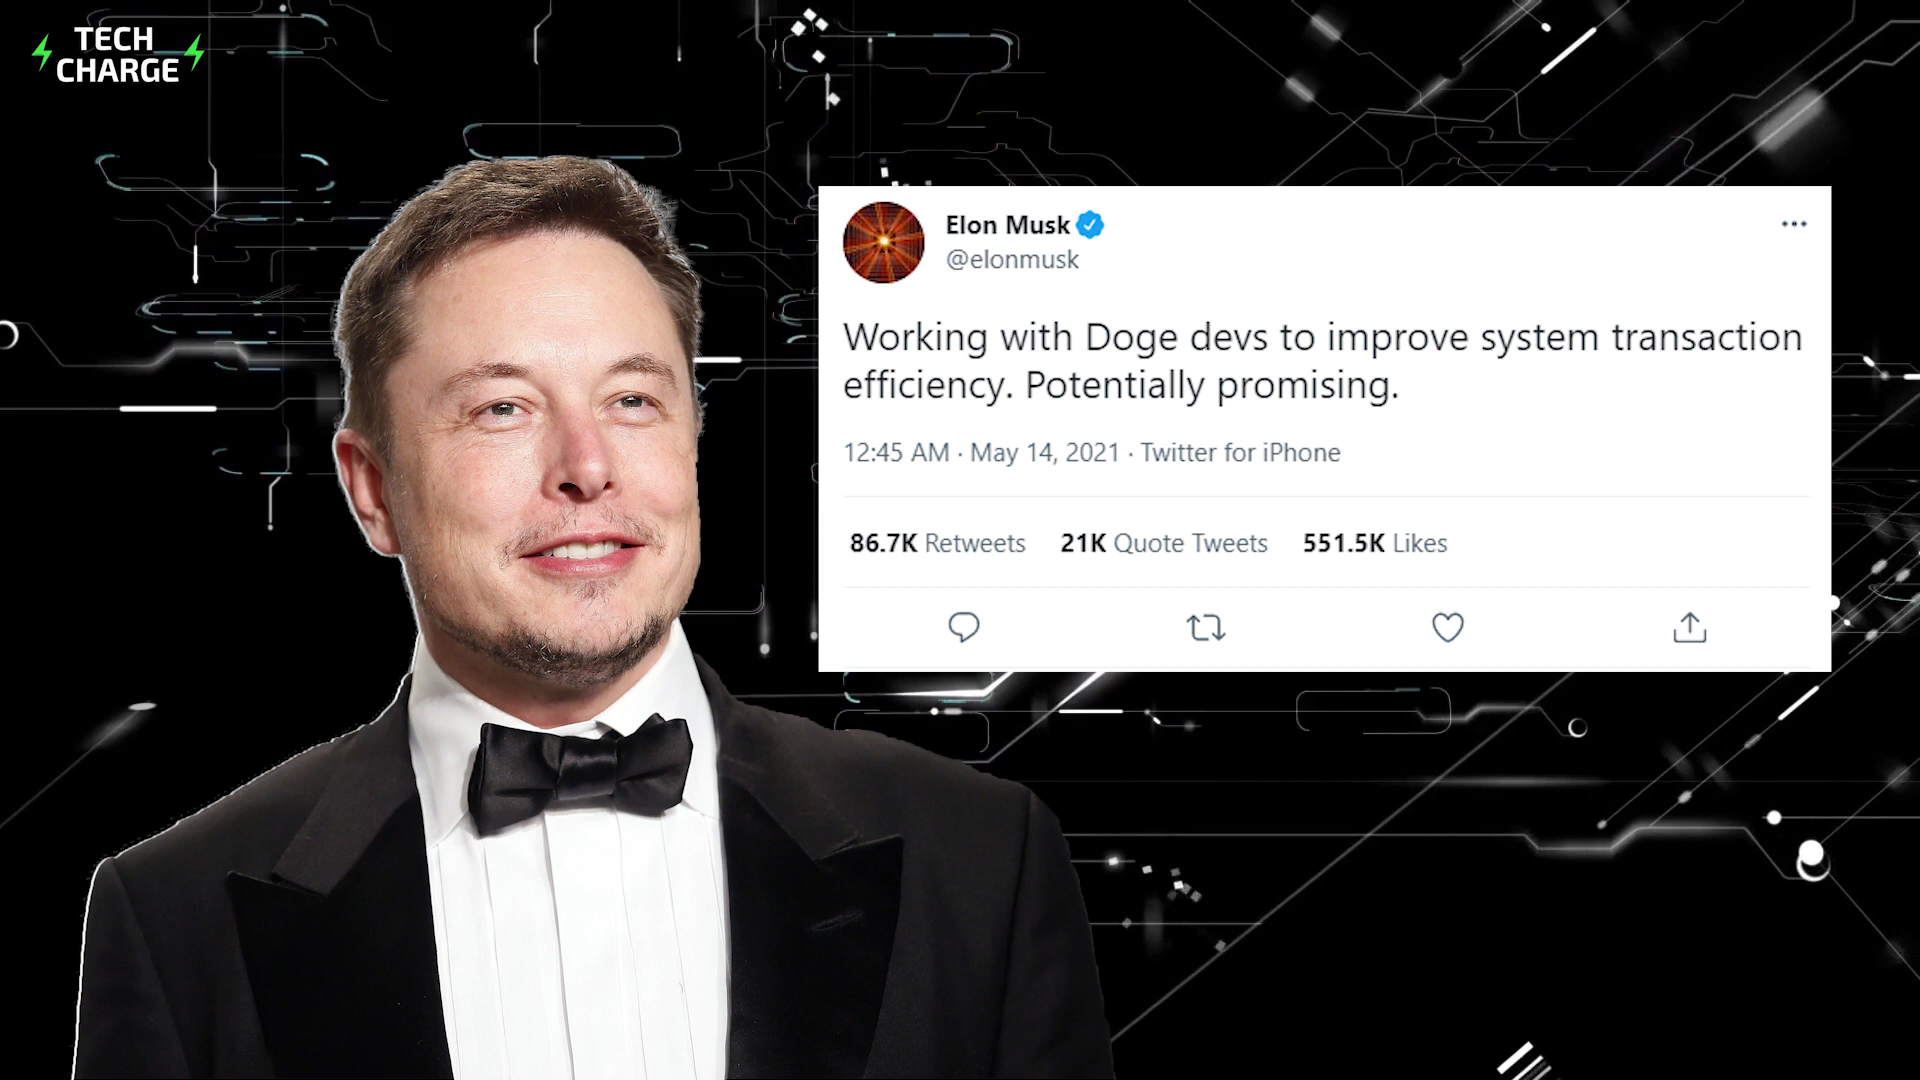 TECH
CHARGE
Elon Musk
@elonmusk
Working with Doge devs to improve system transaction
efficiency. Potentially promising.
12:45 AM · May 14, 2021 · Twitter for iPhone
86.7K Retweets 21K Quote Tweets 551.5K Likes